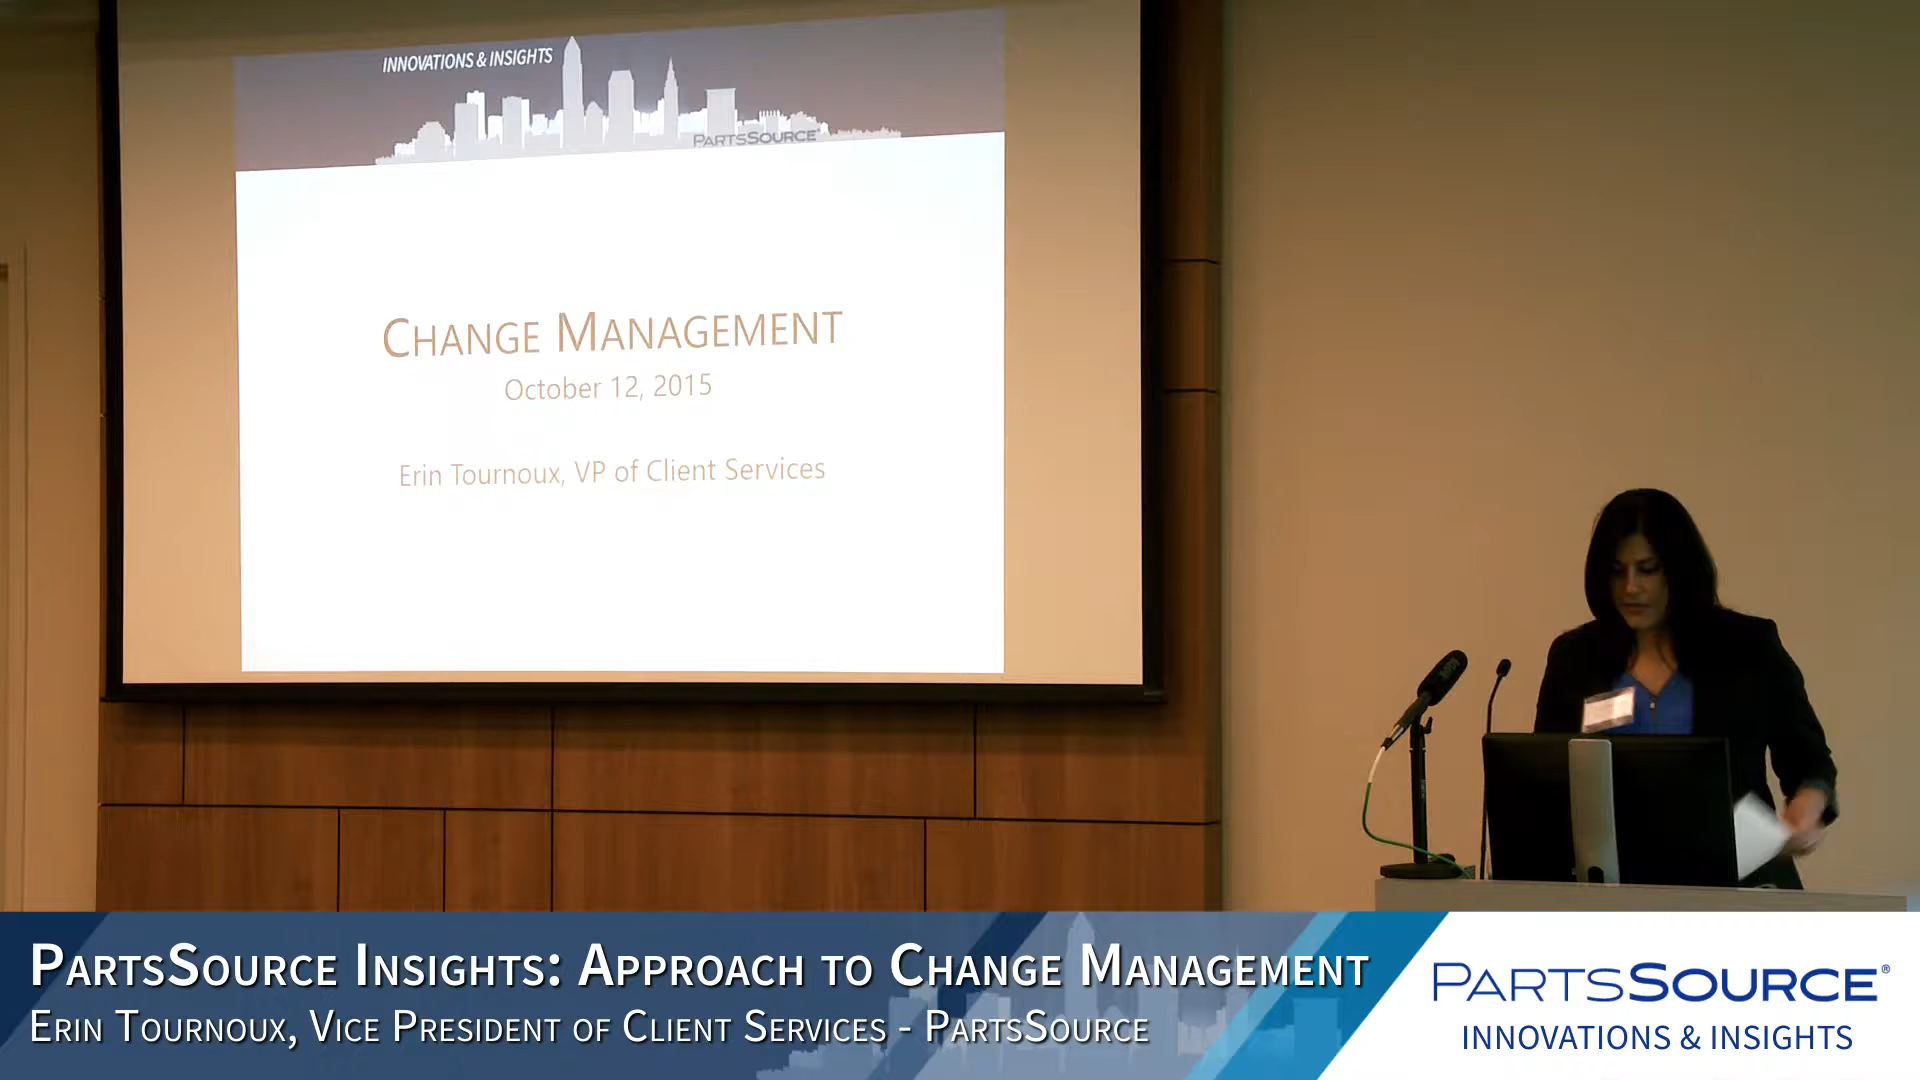 INNOVATIONS & INSIGHTS
PARTSSOURCE
CHANGE MANAGEMENT
October 12, 2015
Erin Tournoux, VP of Client Services
PARTSSOURCE INSIGHTS: APPROACH TO CHANGE MANAGEMENT
ERIN TOURNOUX, VICE PRESIDENT OF CLIENT SERVICES - PARTSSOURCE
PARTSSOURCE®
INNOVATIONS & INSIGHTS